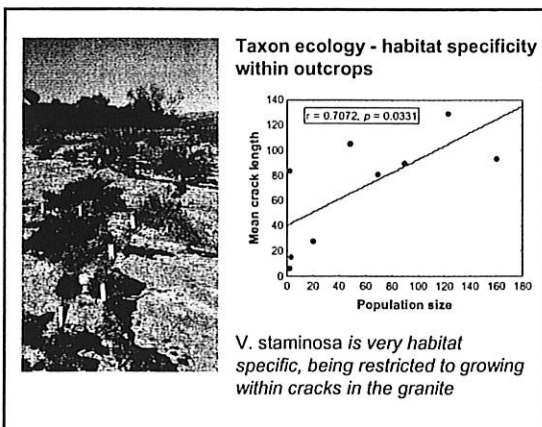 Taxon ecology - habitat specificity
within outcrops
r = 0.7072, p = 0.0331
Mean crack length
140
120
100
80
60
40
20
0
0 20 40 60 80 100 120 140 160 180
Population size
V. staminosa is very habitat
specific, being restricted to growing
within cracks in the granite